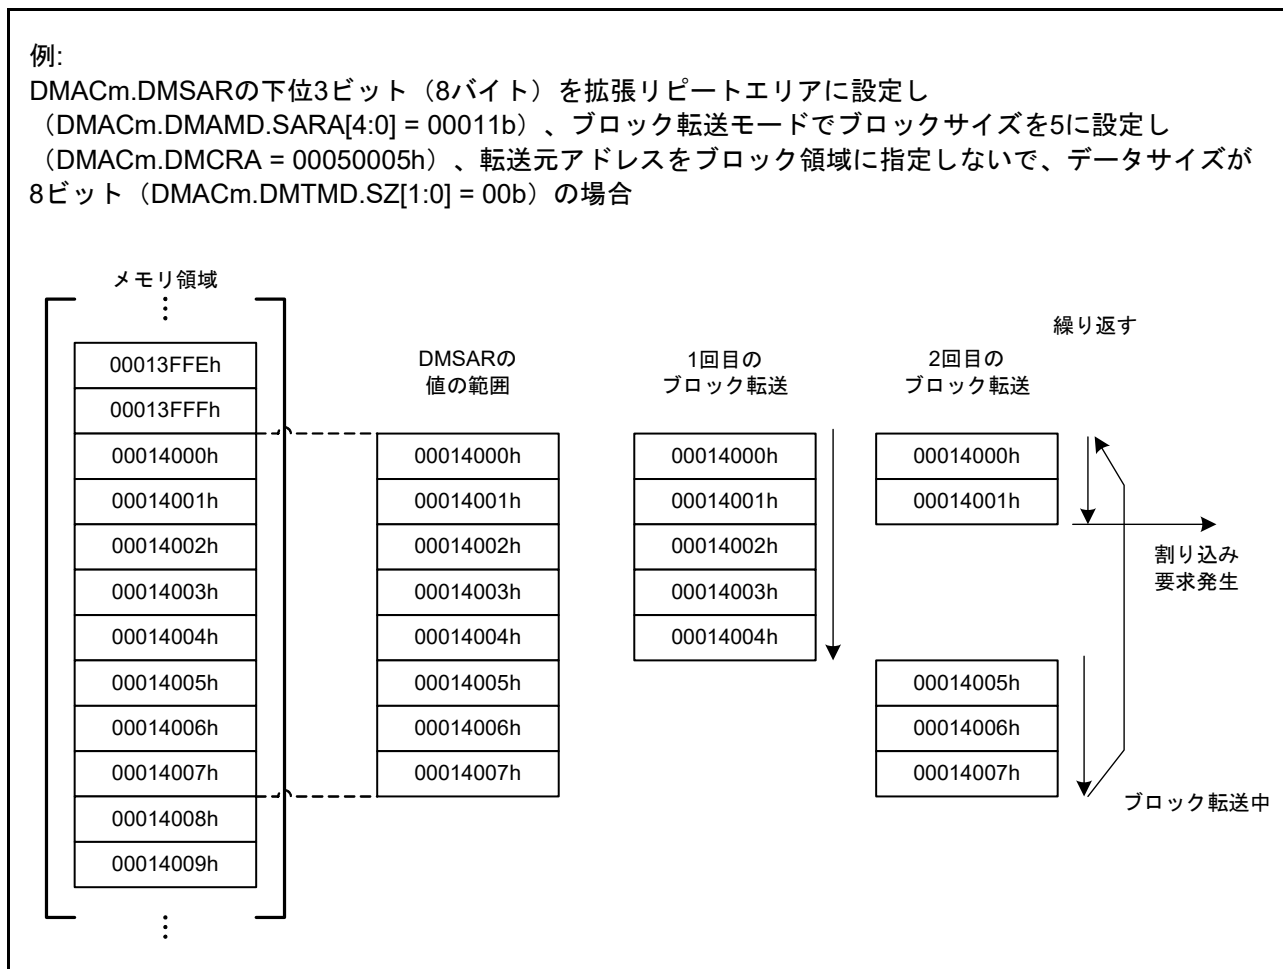 例:
DMACm.DMSARの下位3ビット（8バイト）を拡張リピートエリアに設定し
（DMACm.DMAMD.SARA[4:0] = 00011b）、ブロック転送モードでブロックサイズを5に設定し
（DMACm.DMCRA = 00050005h）、転送元アドレスをブロック領域に指定しないで、データサイズが
8ビット（DMACm.DMTMD.SZ[1:0] = 00b）の場合
メモリ領域
⋮
00013FFEh
00013FFFh
00014000h
00014001h
00014002h
00014003h
00014004h
00014005h
00014006h
00014007h
00014008h
00014009h
⋮
DMSARの
値の範囲
00014000h
00014001h
00014002h
00014003h
00014004h
00014005h
00014006h
00014007h
1回目の
ブロック転送
00014000h
00014001h
00014002h
00014003h
00014004h
2回目の
ブロック転送
00014000h
00014001h
00014005h
00014006h
00014007h
繰り返す
割り込み
要求発生
ブロック転送中